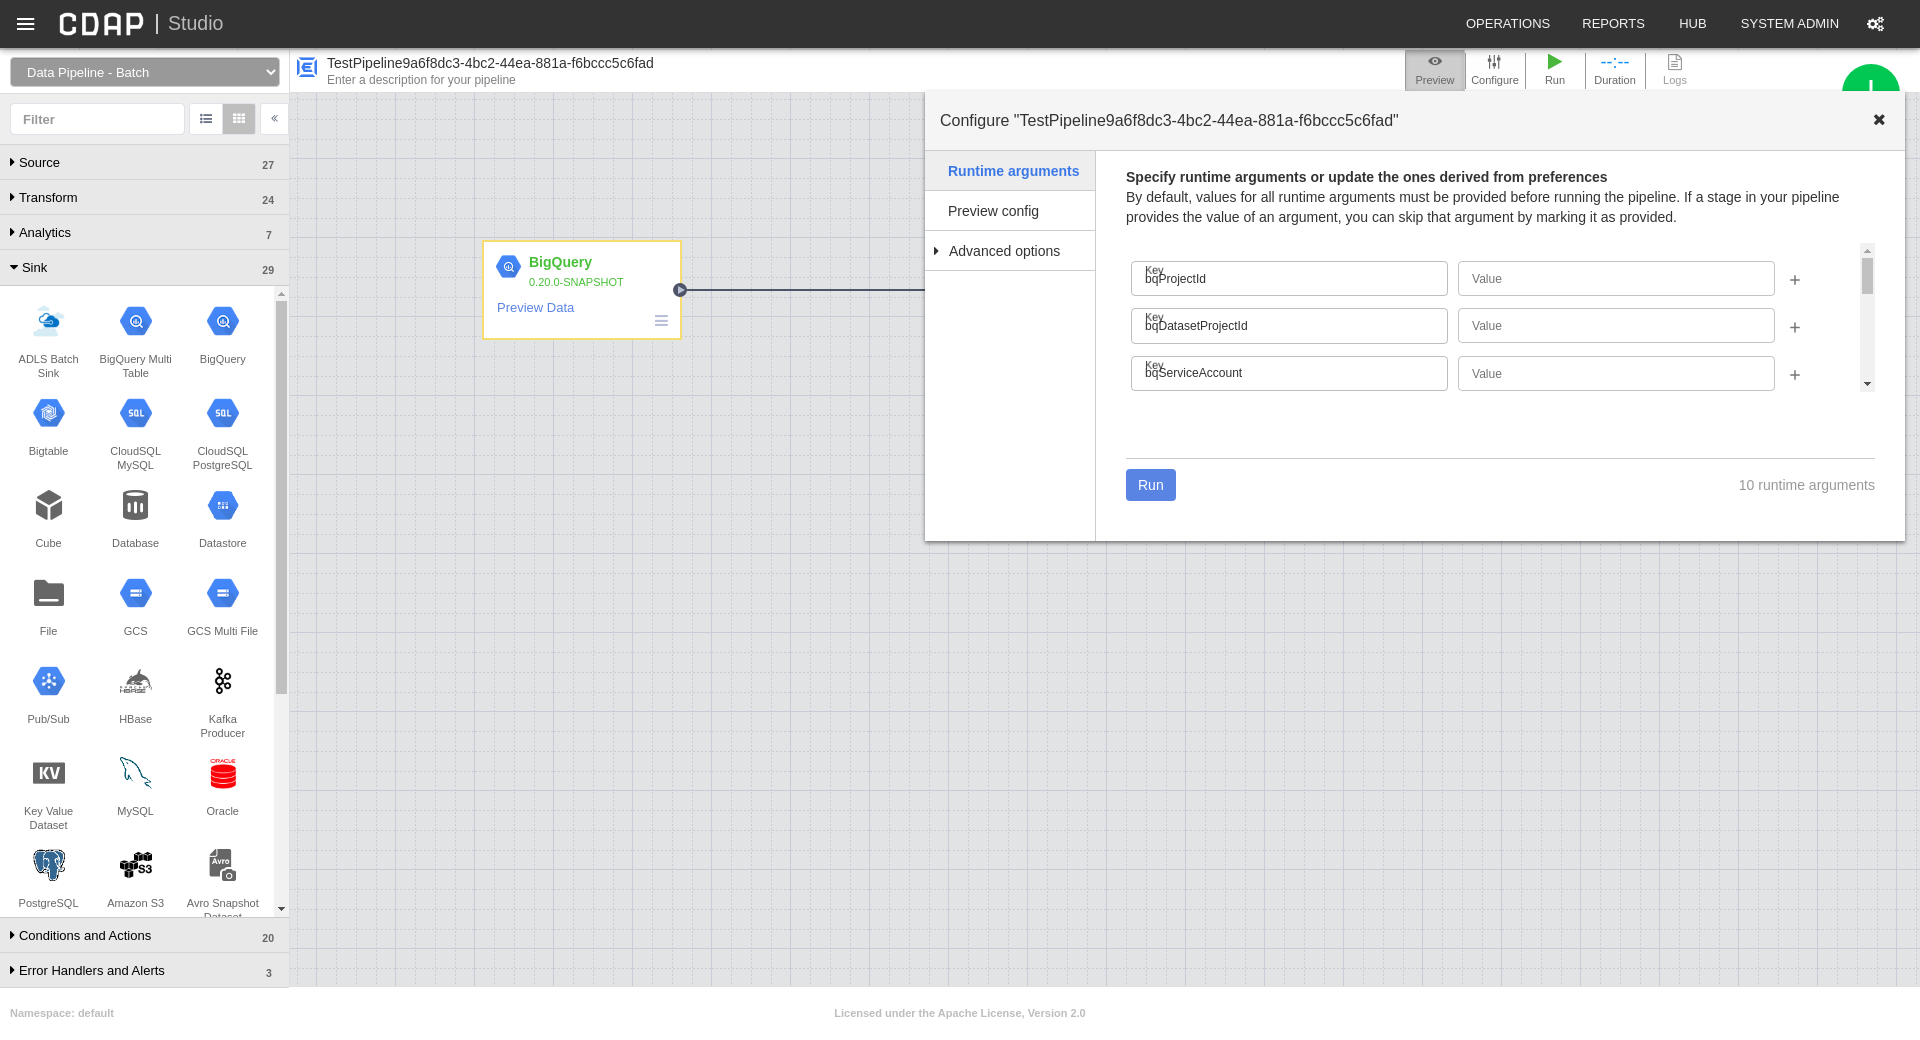 CDAP | Studio
OPERATIONS
REPORTS
HUB
SYSTEM ADMIN
Data Pipeline - Batch
TestPipeline9a6f8dc3-4bc2-44ea-881a-f6bccc5c6fad
Enter a description for your pipeline
Preview
Configure
Run
--:--
Duration
Logs
Filter
Source 27
Transform 24
Analytics 7
Sink 29
ADLS Batch
Sink
BigQuery Multi
Table
BigQuery
Bigtable
SQL
CloudSQL
MySQL
SQL
CloudSQL
PostgreSQL
Cube
Database
Datastore
File
GCS
GCS Multi File
Pub/Sub
HBASE
HBase
Kafka
Producer
KV
Key Value
Dataset
MySQL
ORACLE
Oracle
PostgreSQL
S3
Amazon S3
Avro
Avro Snapshot
Dataset
Conditions and Actions 20
Error Handlers and Alerts 3
BigQuery
0.20.0-SNAPSHOT
Preview Data
Configure "TestPipeline9a6f8dc3-4bc2-44ea-881a-f6bccc5c6fad"
Runtime arguments
Preview config
Advanced options
Specify runtime arguments or update the ones derived from preferences
By default, values for all runtime arguments must be provided before running the pipeline. If a stage in your pipeline
provides the value of an argument, you can skip that argument by marking it as provided.
Key
bqProjectId
Value
Key
bqDatasetProjectId
Value
Key
bqServiceAccount
Value
Run
10 runtime arguments
Namespace: default
Licensed under the Apache License, Version 2.0